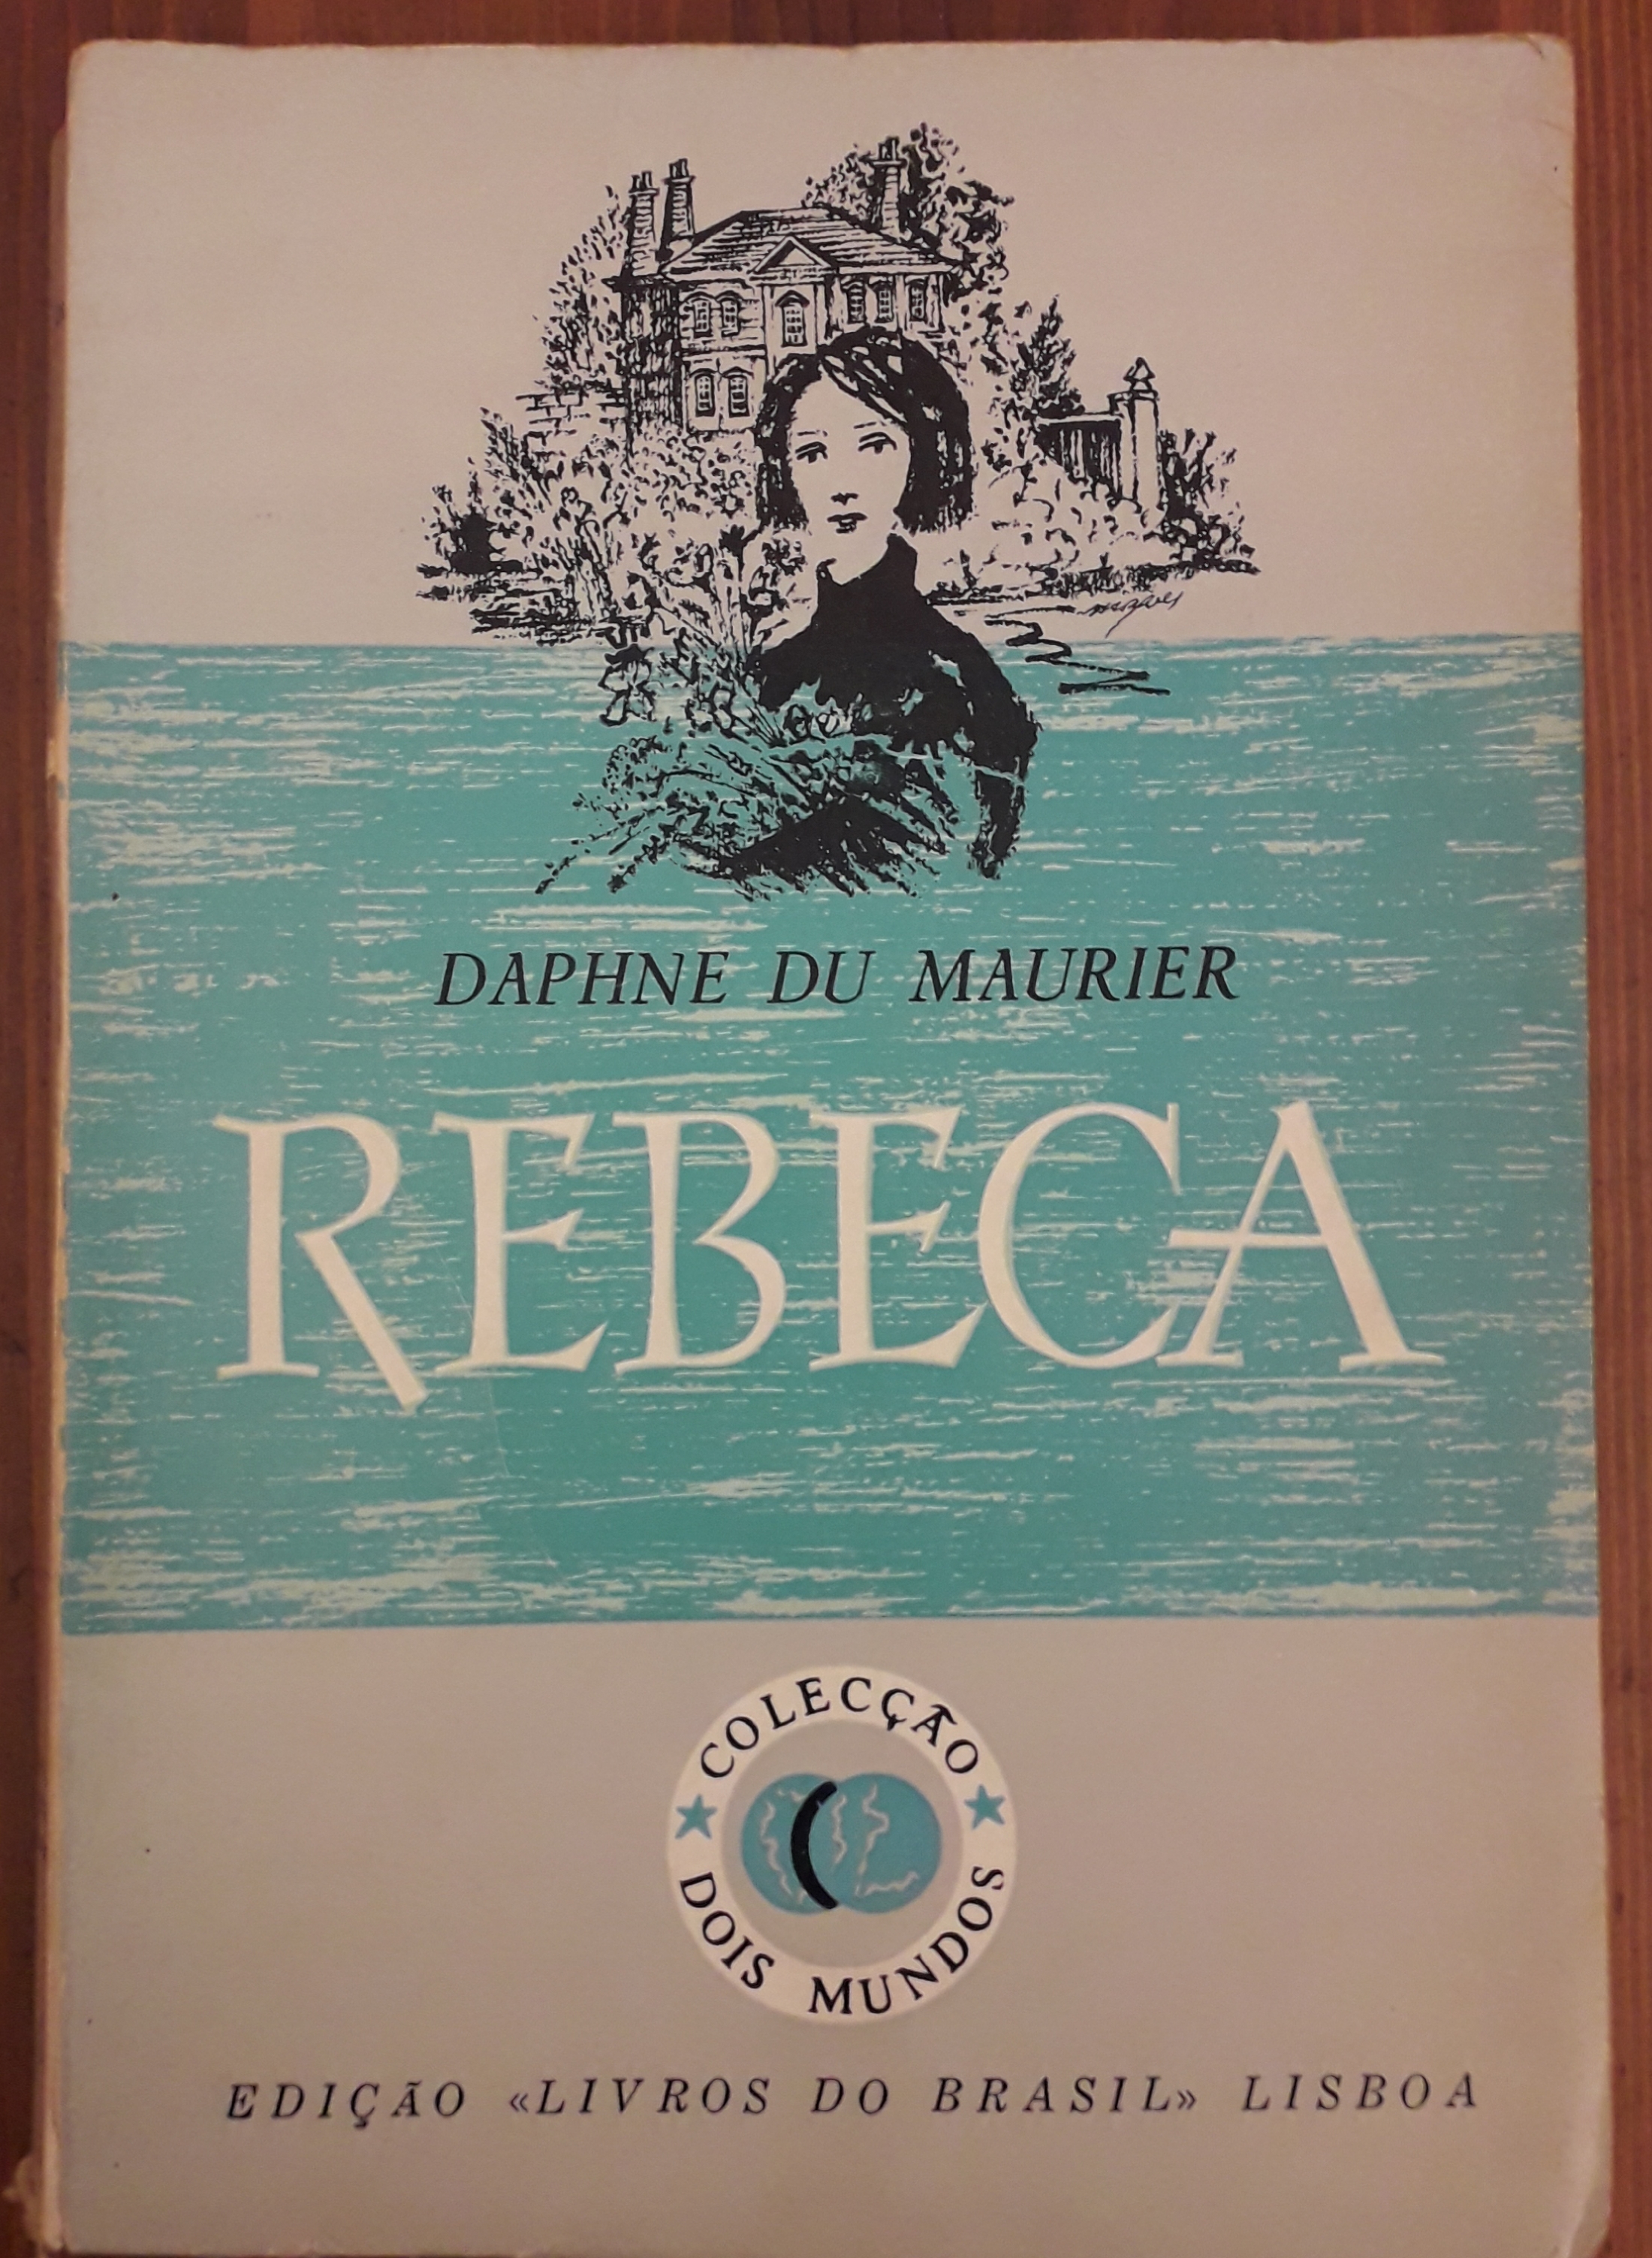 DAPHNE DU MAURIER
REBECA
COLECÇÃO
DOIS MUNDOS
EDIÇÃO «LIVROS DO BRASIL» LISBOA